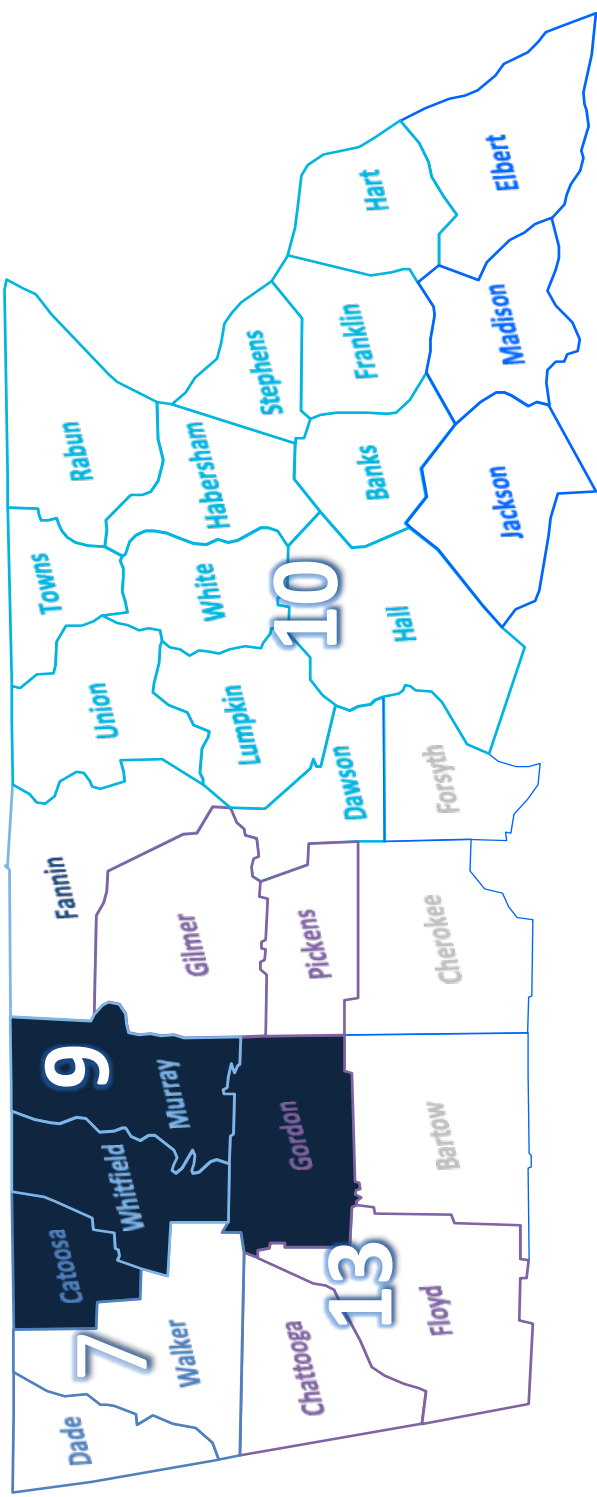 Dade
7
Walker
Catoosa
Whitfield
9
Murray
Fannin
Gilmer
Pickens
Gordon
Chattooga
13
Floyd
Bartow
Cherokee
Forsyth
Dawson
Lumpkin
Union
Towns
White
10
Hall
Rabun
Habersham
Stephens
Banks
Franklin
Hart
Jackson
Madison
Elbert